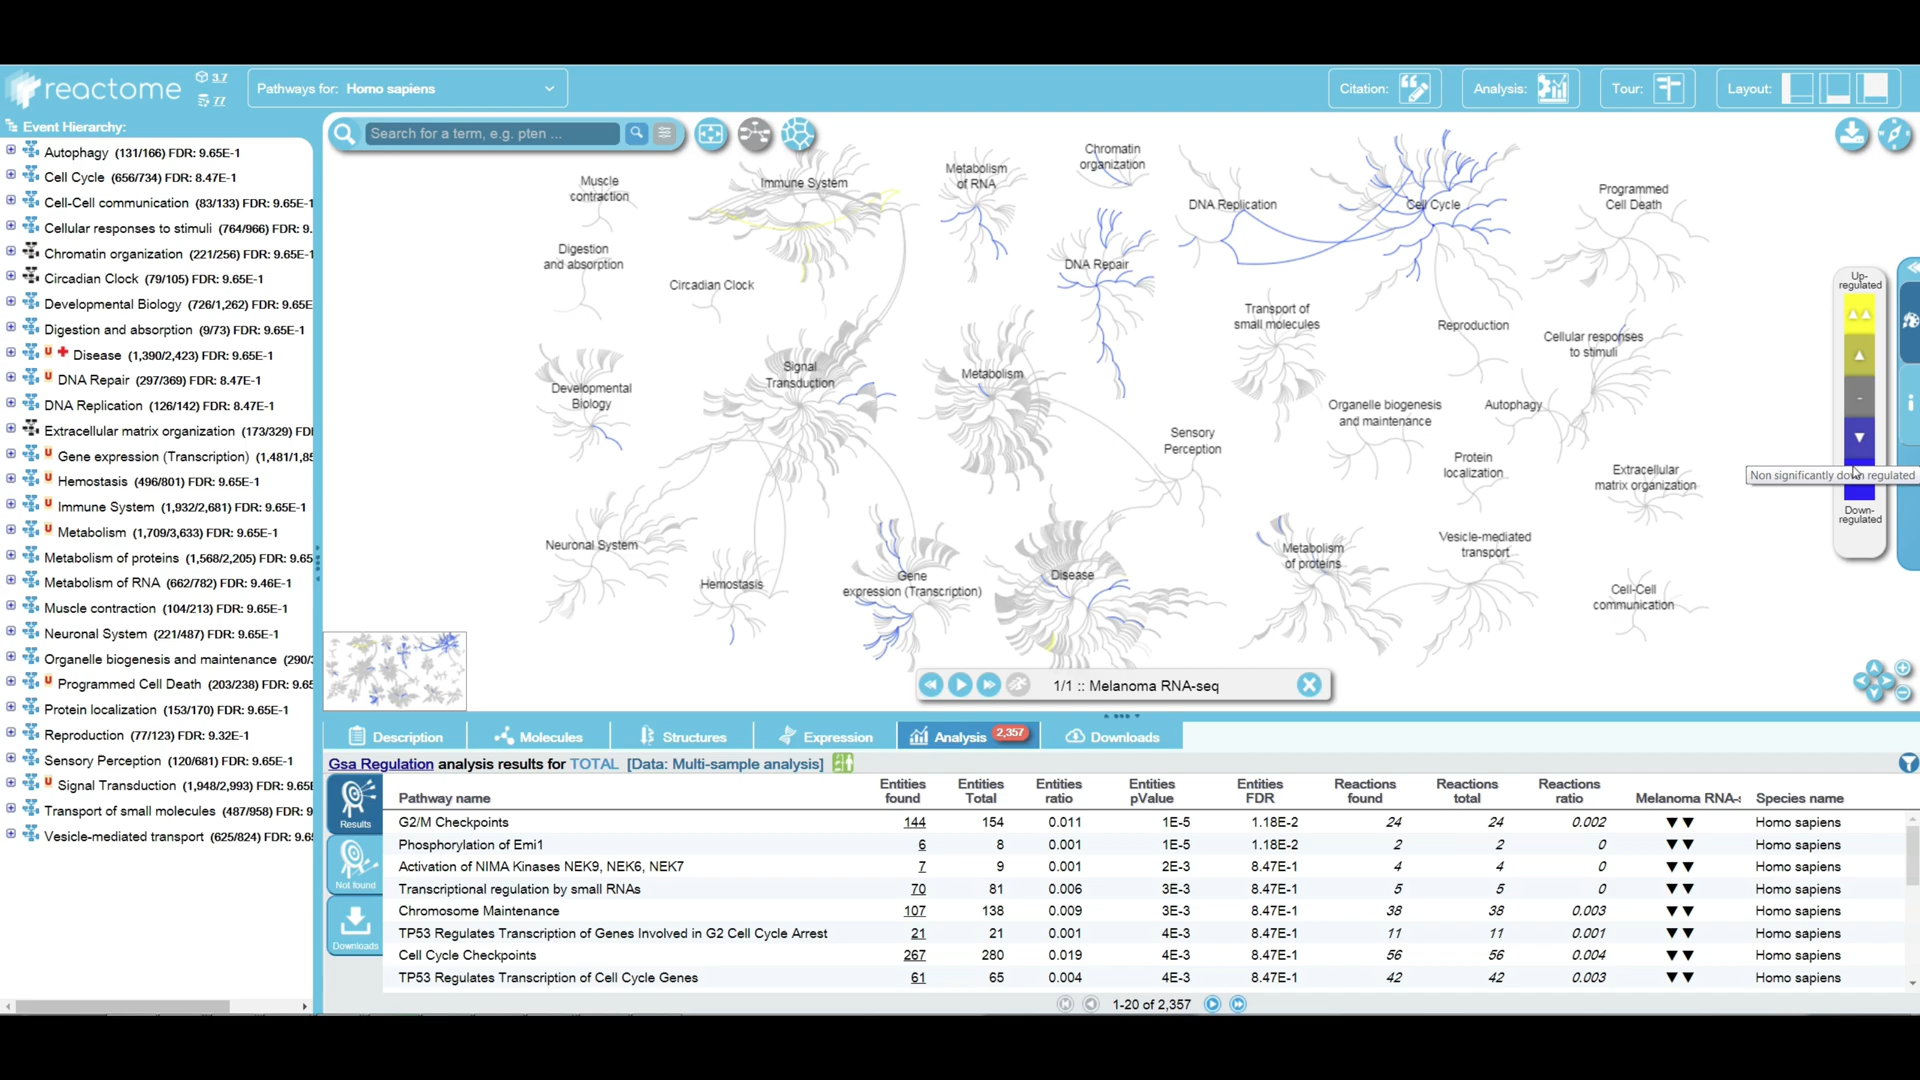 reactome
3.7
77
Pathways for: Homo sapiens
Citation:
Analysis:
Tour:
Layout:
Event Hierarchy:
Autophagy (131/166) FDR: 9.65E-1
Cell Cycle (656/734) FDR: 8.47E-1
Cell-Cell communication (83/133) FDR: 9.65E-1
Cellular responses to stimuli (764/966) FDR: 9.
Chromatin organization (221/256) FDR: 9.65E-1
Circadian Clock (79/105) FDR: 9.65E-1
Developmental Biology (726/1,262) FDR: 9.65E
Digestion and absorption (9/73) FDR: 9.65E-1
Disease (1,390/2,423) FDR: 9.65E-1
DNA Repair (297/369) FDR: 8.47E-1
DNA Replication (126/142) FDR: 8.47E-1
Extracellular matrix organization (173/329) FDI
Gene expression (Transcription) (1,481/1,85
Hemostasis (496/801) FDR: 9.65E-1
Immune System (1,932/2,681) FDR: 9.65E-1
Metabolism (1,709/3,633) FDR: 9.65E-1
Metabolism of proteins (1,568/2,205) FDR: 9.65
Metabolism of RNA (662/782) FDR: 9.46E-1
Muscle contraction (104/213) FDR: 9.65E-1
Neuronal System (221/487) FDR: 9.65E-1
Organelle biogenesis and maintenance (290/
Programmed Cell Death (203/238) FDR: 9.65
Protein localization (153/170) FDR: 9.65E-1
Reproduction (77/123) FDR: 9.32E-1
Sensory Perception (120/681) FDR: 9.65E-1
Signal Transduction (1,948/2,993) FDR: 9.65E
Transport of small molecules (487/958) FDR: 9.6
Vesicle-mediated transport (625/824) FDR: 9.6
Search for a term, e.g. pten ...
Muscle
contraction
Immune System
Metabolism
of RNA
Chromatin
organization
DNA Replication
Cell Cycle
Programmed
Cell Death
Digestion
and absorption
Circadian Clock
DNA Repair
Transport of
small molecules
Reproduction
Cellular responses
to stimuli
Developmental
Biology
Signal
Transduction
Metabolism
Organelle biogenesis
and maintenance
Autophagy
Sensory
Perception
Protein
localization
Extracellular
matrix organization
Neuronal System
Hemostasis
Gene
expression (Transcription)
Disease
Metabolism
of proteins
Vesicle-mediated
transport
Cell-Cell
communication
Up-
regulated
-
Non significantly down regulated
Down-
regulated
1/1 :: Melanoma RNA-seq
Description
Molecules
Structures
Expression
Analysis 2,357
Downloads
Gsa Regulation analysis results for TOTAL [Data: Multi-sample analysis]
Results
Not found
Downloads
Pathway name Entities found Entities Total Entities ratio Entities pValue Entities FDR Reactions found Reactions total Reactions ratio Melanoma RNA-s Species name
G2/M Checkpoints 144 154 0.011 1E-5 1.18E-2 24 24 0.002 ▼▼ Homo sapiens
Phosphorylation of Emi1 6 8 0.001 1E-5 1.18E-2 2 2 0 ▼▼ Homo sapiens
Activation of NIMA Kinases NEK9, NEK6, NEK7 7 9 0.001 2E-3 8.47E-1 4 4 0 ▼▼ Homo sapiens
Transcriptional regulation by small RNAs 70 81 0.006 3E-3 8.47E-1 5 5 0 ▼▼ Homo sapiens
Chromosome Maintenance 107 138 0.009 3E-3 8.47E-1 38 38 0.003 ▼▼ Homo sapiens
TP53 Regulates Transcription of Genes Involved in G2 Cell Cycle Arrest 21 21 0.001 4E-3 8.47E-1 11 11 0.001 ▼▼ Homo sapiens
Cell Cycle Checkpoints 267 280 0.019 4E-3 8.47E-1 56 56 0.004 ▼▼ Homo sapiens
TP53 Regulates Transcription of Cell Cycle Genes 61 65 0.004 4E-3 8.47E-1 42 42 0.003 ▼▼ Homo sapiens
1-20 of 2,357